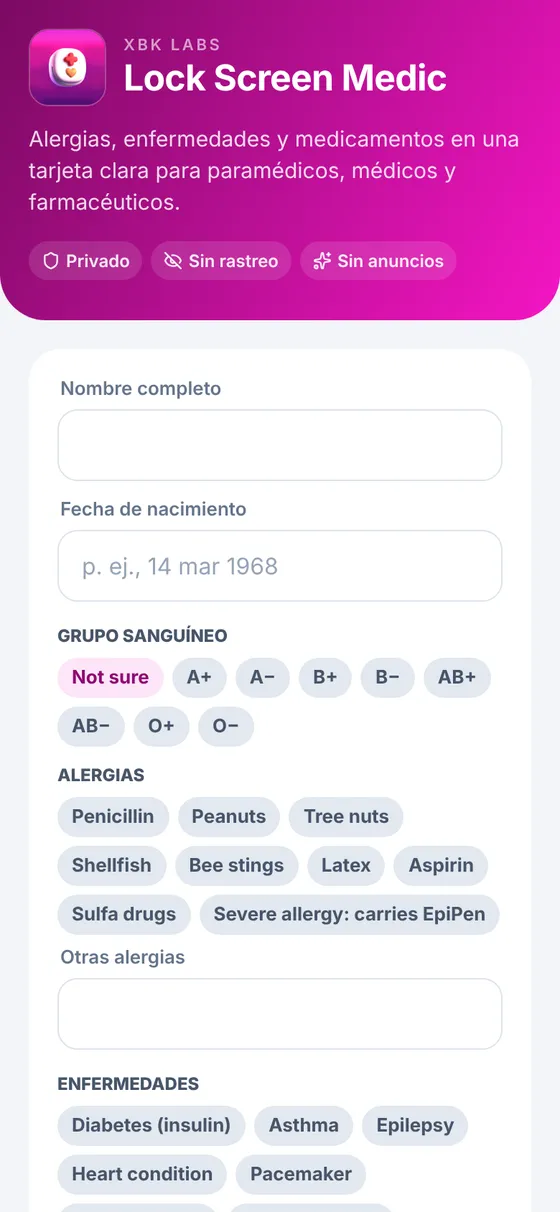 XBK LABS
Lock Screen Medic
Alergias, enfermedades y medicamentos en una
tarjeta clara para paramédicos, médicos y
farmacéuticos.
Privado Sin rastreo Sin anuncios
Nombre completo
Fecha de nacimiento
p. ej., 14 mar 1968
GRUPO SANGUÍNEO
Not sure A+ A− B+ B− AB+
AB− O+ O−
ALERGIAS
Penicillin Peanuts Tree nuts
Shellfish Bee stings Latex Aspirin
Sulfa drugs Severe allergy: carries EpiPen
Otras alergias
ENFERMEDADES
Diabetes (insulin) Asthma Epilepsy
Heart condition Pacemaker